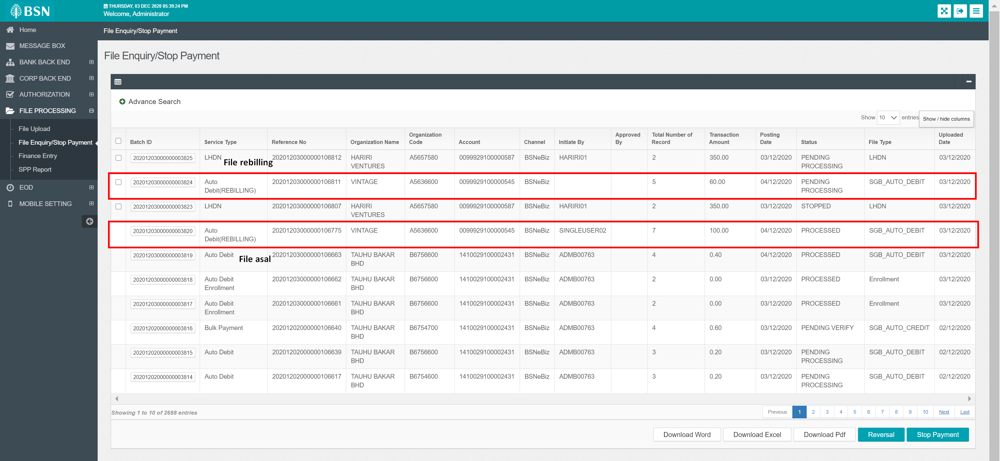 BSN
THURSDAY, 03 DEC 2020 05:39:24 PM
Welcome, Administrator
Home
MESSAGE BOX
BANK BACK END
CORP BACK END
AUTHORIZATION
FILE PROCESSING
File Upload
File Enquiry/Stop Payment
Finance Entry
SPP Report
EOD
MOBILE SETTING
File Enquiry/Stop Payment
File Enquiry/Stop Payment
Advance Search
Show 10 entries Show / hide columns
Batch ID Service Type Reference No Organization Name Organization Code Account Channel Initiate By Approved By Total Number of Record Transaction Amount Posting Date Status File Type Uploaded Date
20201203000000003825 LHDN 20201203000000106812 HARIRI VENTURES A5657580 0099929100000587 BSNeBiz HARIRI01 2 350.00 03/12/2020 PENDING PROCESSING LHDN 03/12/2020
File rebilling
20201203000000003824 Auto Debit(REBILLING) 20201203000000106811 VINTAGE A5636600 0099929100000545 BSNeBiz 5 60.00 04/12/2020 PENDING PROCESSING SGB_AUTO_DEBIT 03/12/2020
20201203000000003823 LHDN 20201203000000106807 HARIRI VENTURES A5657580 0099929100000587 BSNeBiz HARIRI01 2 350.00 03/12/2020 STOPPED LHDN 03/12/2020
20201203000000003820 Auto Debit(REBILLING) 20201203000000106775 VINTAGE A5636600 0099929100000545 BSNeBiz SINGLEUSER02 7 100.00 04/12/2020 PROCESSED SGB_AUTO_DEBIT 03/12/2020
20201203000000003819 Auto Debit 20201203000000106663 TAUHU BAKAR BHD B6756600 1410029100002431 BSNeBiz ADMB00763 4 0.40 04/12/2020 PROCESSED SGB_AUTO_DEBIT 03/12/2020
File asal
20201203000000003818 Auto Debit Enrollment 20201203000000106662 TAUHU BAKAR BHD B6756600 1410029100002431 BSNeBiz ADMB00763 2 0.00 03/12/2020 PROCESSED Enrollment 03/12/2020
20201203000000003817 Auto Debit Enrollment 20201203000000106661 TAUHU BAKAR BHD B6756600 1410029100002431 BSNeBiz ADMB00763 2 0.00 03/12/2020 PROCESSED Enrollment 03/12/2020
20201202000000003816 Bulk Payment 20201202000000106640 TAUHU BAKAR BHD B6754700 1410029100002431 BSNeBiz ADMB00763 4 0.60 03/12/2020 PENDING VERIFY SGB_AUTO_CREDIT 02/12/2020
20201202000000003815 Auto Debit 20201202000000106639 TAUHU BAKAR BHD B6756600 1410029100002431 BSNeBiz ADMB00763 3 0.20 03/12/2020 PENDING PROCESSING SGB_AUTO_DEBIT 02/12/2020
20201202000000003814 Auto Debit 20201202000000106617 TAUHU BAKAR BHD B6754600 1410029100002431 BSNeBiz ADMB00763 3 0.20 03/12/2020 PENDING PROCESSING SGB_AUTO_DEBIT 02/12/2020
Showing 1 to 10 of 2688 entries
Previous 1 2 3 4 5 6 7 8 9 10 Next Last
Download Word Download Excel Download Pdf Reversal Stop Payment